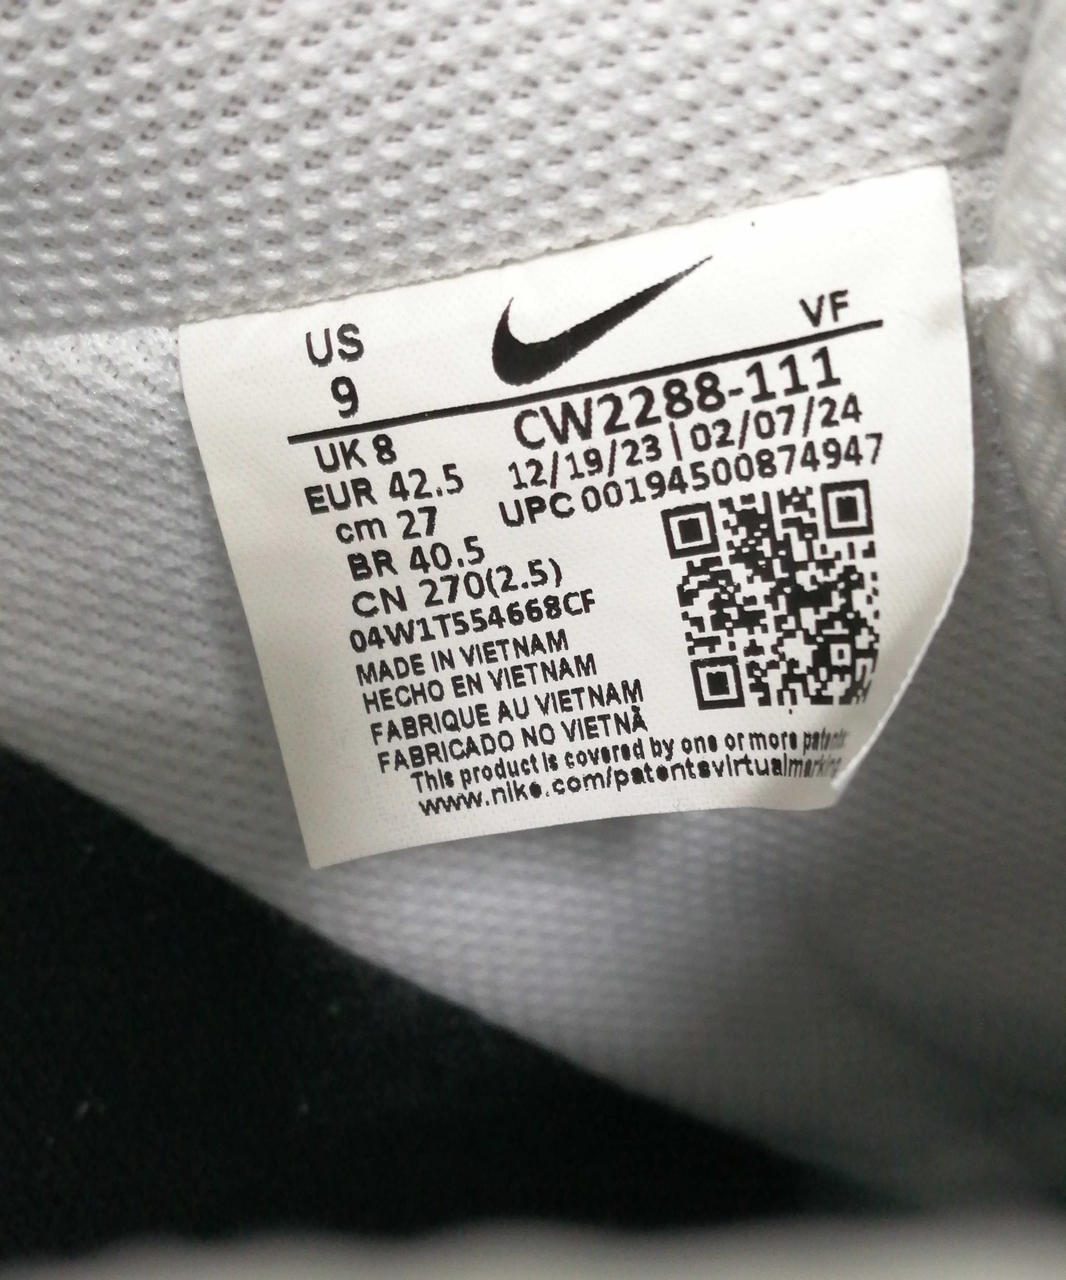 US
9
VF
UK 8
EUR 42.5
cm 27
BR 40.5
CN 270(2.5)
04W1T554668CF
MADE IN VIETNAM
HECHO EN VIETNAM
FABRIQUE AU VIETNAM
FABRICADO NO VIETNÃ
CW2288-111
12/19/23 | 02/07/24
UPC 00194500874947
This product is covered by one or more patents
www.nike.com/patentsvirtualmarking